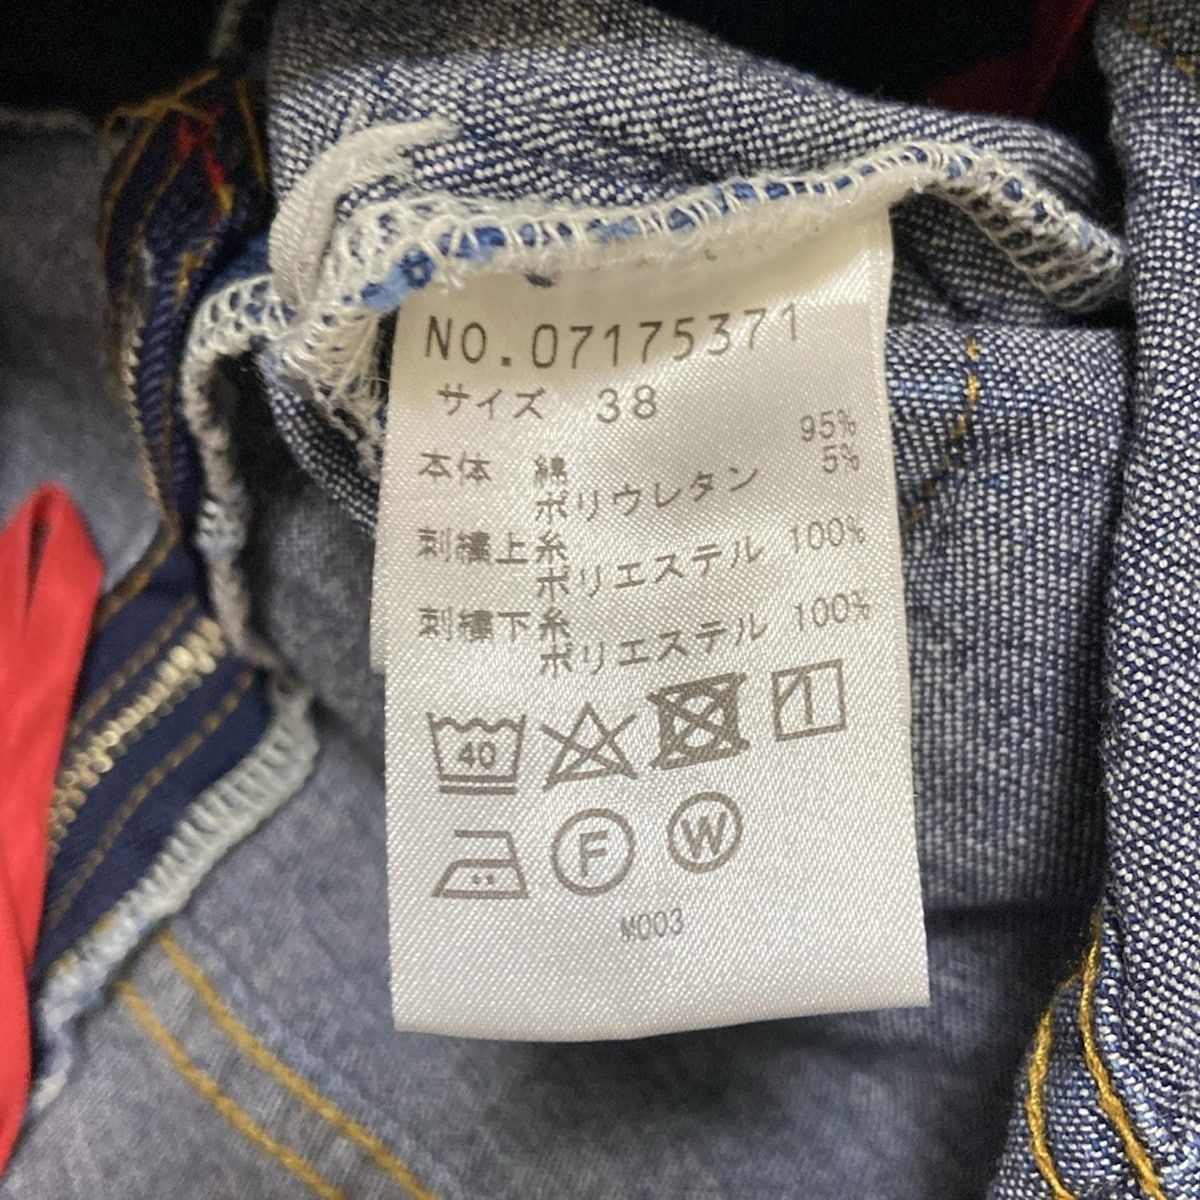 NO.07175371
サイズ 38
本体 綿 95%
ポリウレタン 5%
刺繍上糸
ポリエステル 100%
刺繍下糸
ポリエステル 100%
40
F W
M003